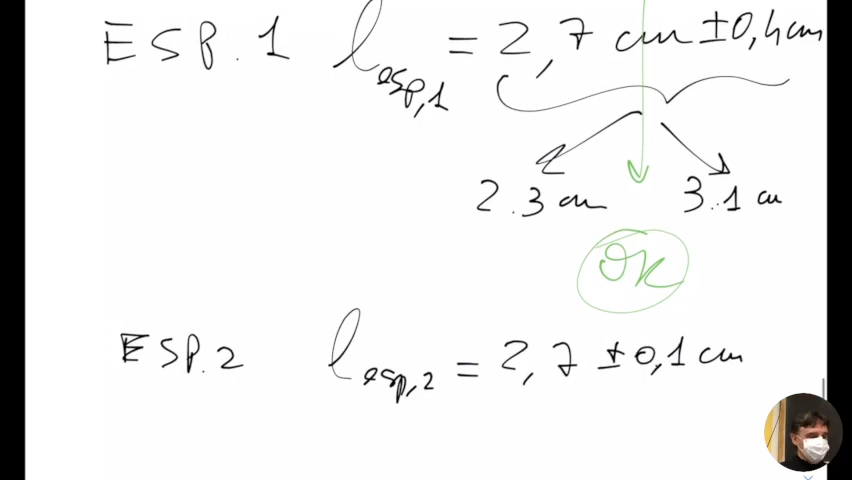 ESP. 1 l esp,1 = 2,7 cm ± 0,4 cm
2.3 cm 3.1 cm
OK
ESP. 2 l esp,2 = 2,7 ± 0,1 cm